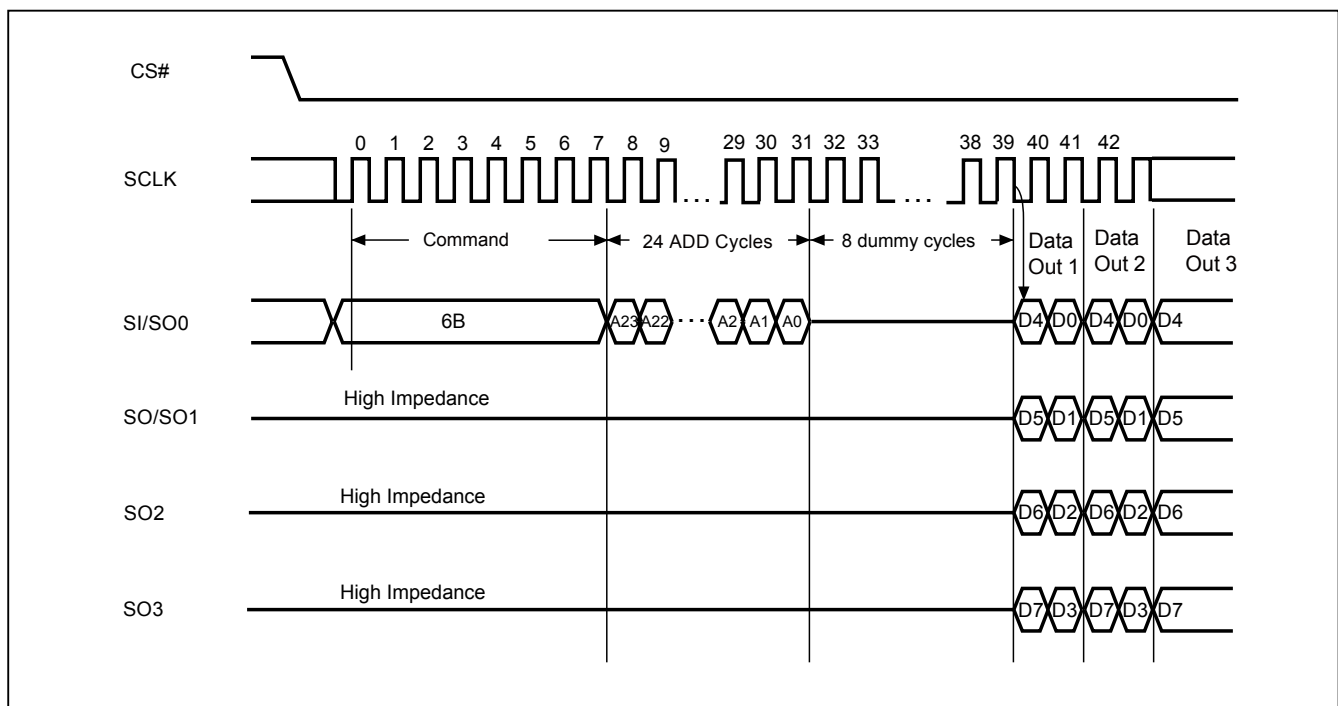 CS#
0 1 2 3 4 5 6 7 8 9 29 30 31 32 33 38 39 40 41 42
SCLK
Command 24 ADD Cycles 8 dummy cycles Data Out 1 Data Out 2 Data Out 3
SI/SO0 6B A23 A22 A2 A1 A0 D4 D0 D4 D0 D4
High Impedance
SO/SO1 D5 D1 D5 D1 D5
High Impedance
SO2 D6 D2 D6 D2 D6
High Impedance
SO3 D7 D3 D7 D3 D7